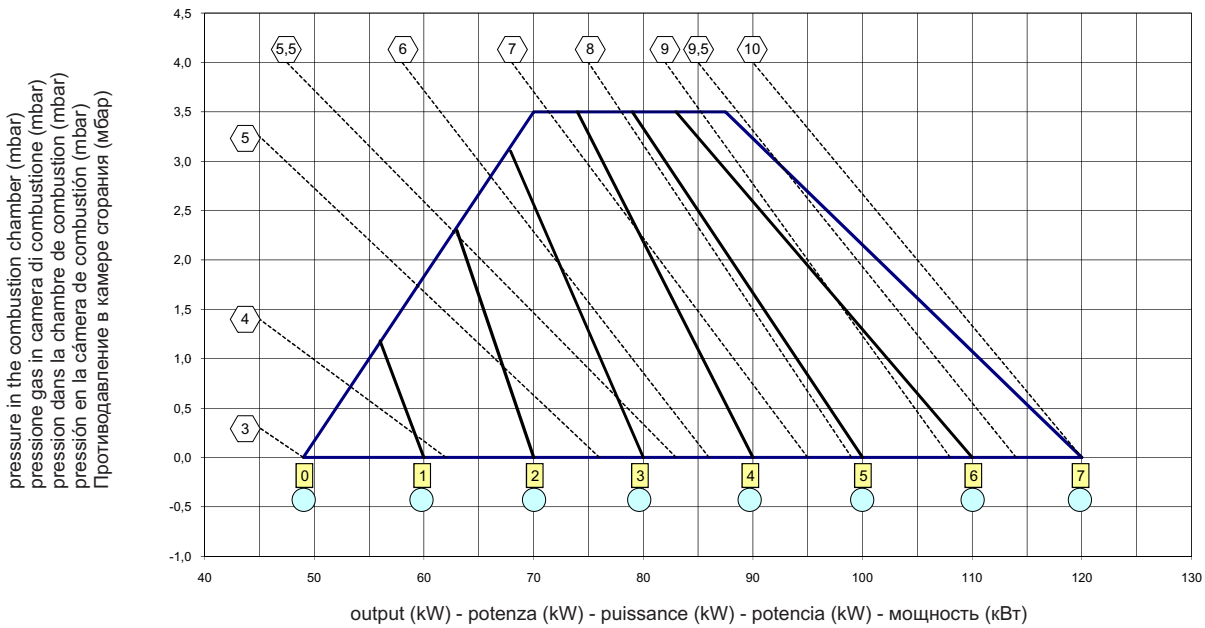 pressure in the combustion chamber (mbar)
pressione gas in camera di combustione (mbar)
pression dans la chambre de combustion (mbar)
pressión en la cámera de combustión (mbar)
Противодавление в камере сгорания (мбар)
4,5
4,0
3,5
3,0
2,5
2,0
1,5
1,0
0,5
0,0
-0,5
-1,0
5,5 6 7 8 9 9,5 10
5
4
3
0 1 2 3 4 5 6 7
40 50 60 70 80 90 100 110 120 130
output (kW) - potenza (kW) - puissance (kW) - potencia (kW) - мощность (кВт)